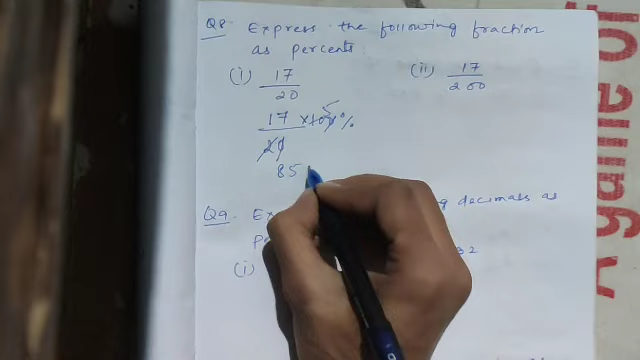 Q8. Express the following fraction
as percents:
(i) 17/20 (ii) 17/200
17/20 × 100 %
5
85
Q9. Ex decimals as
(i) 32